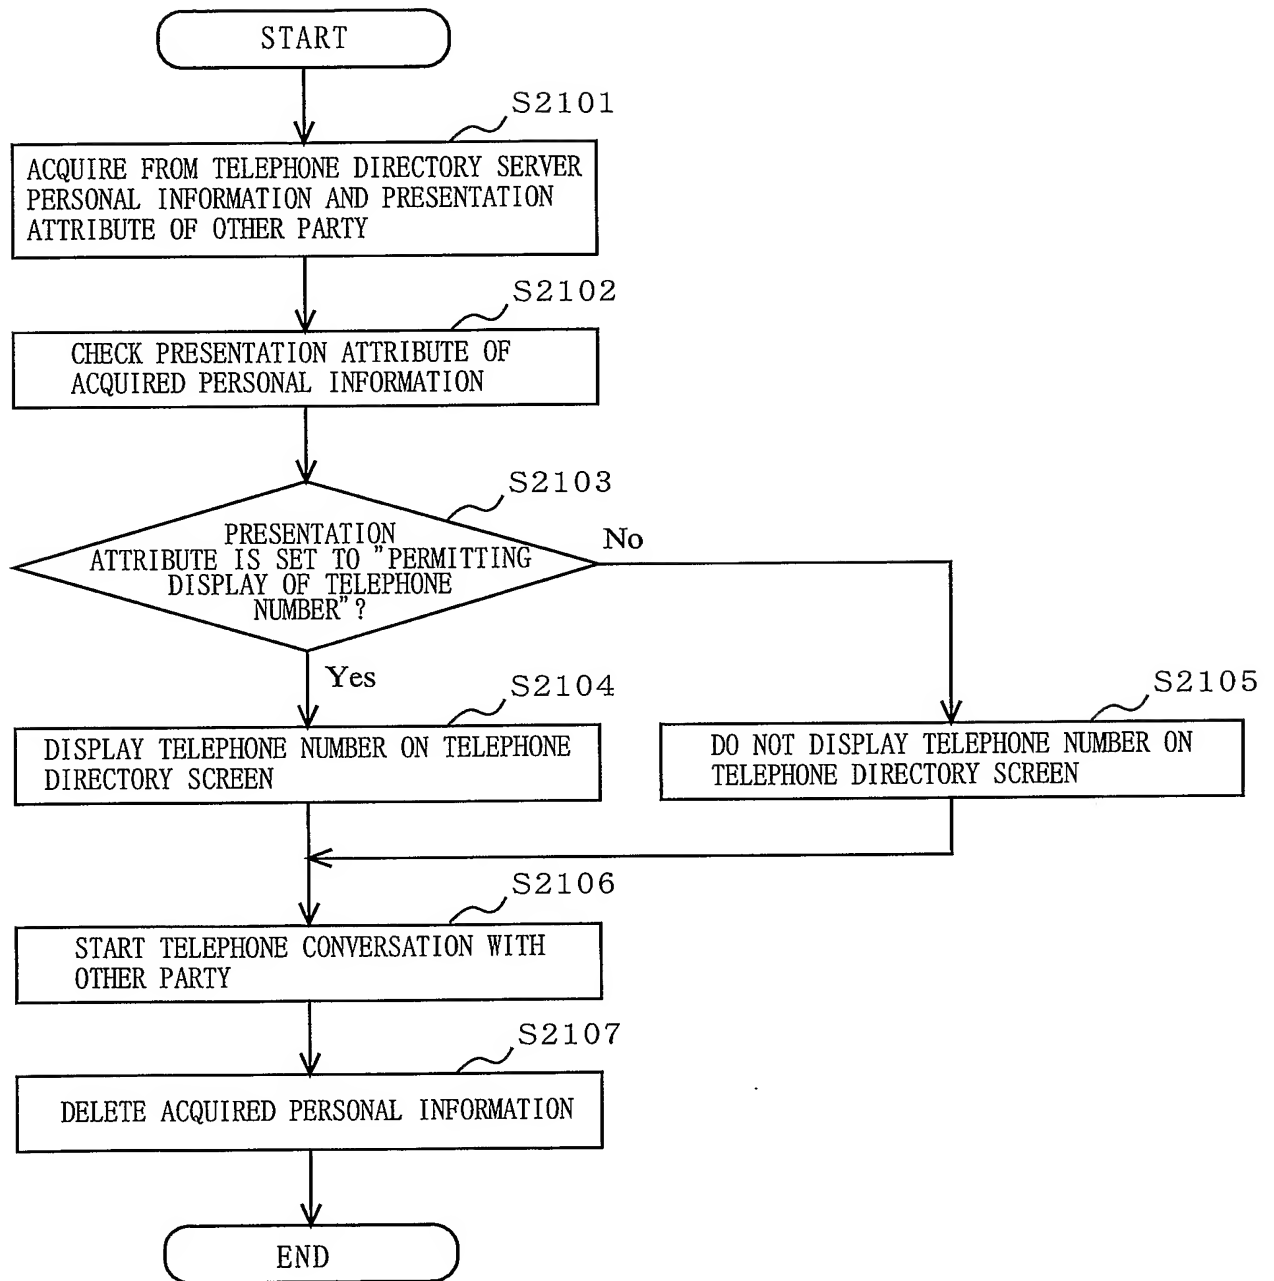 START
S2101
ACQUIRE FROM TELEPHONE DIRECTORY SERVER
PERSONAL INFORMATION AND PRESENTATION
ATTRIBUTE OF OTHER PARTY
S2102
CHECK PRESENTATION ATTRIBUTE OF
ACQUIRED PERSONAL INFORMATION
S2103
PRESENTATION
ATTRIBUTE IS SET TO "PERMITTING
DISPLAY OF TELEPHONE
NUMBER"?
No
Yes
S2104
DISPLAY TELEPHONE NUMBER ON TELEPHONE
DIRECTORY SCREEN
S2105
DO NOT DISPLAY TELEPHONE NUMBER ON
TELEPHONE DIRECTORY SCREEN
S2106
START TELEPHONE CONVERSATION WITH
OTHER PARTY
S2107
DELETE ACQUIRED PERSONAL INFORMATION
END